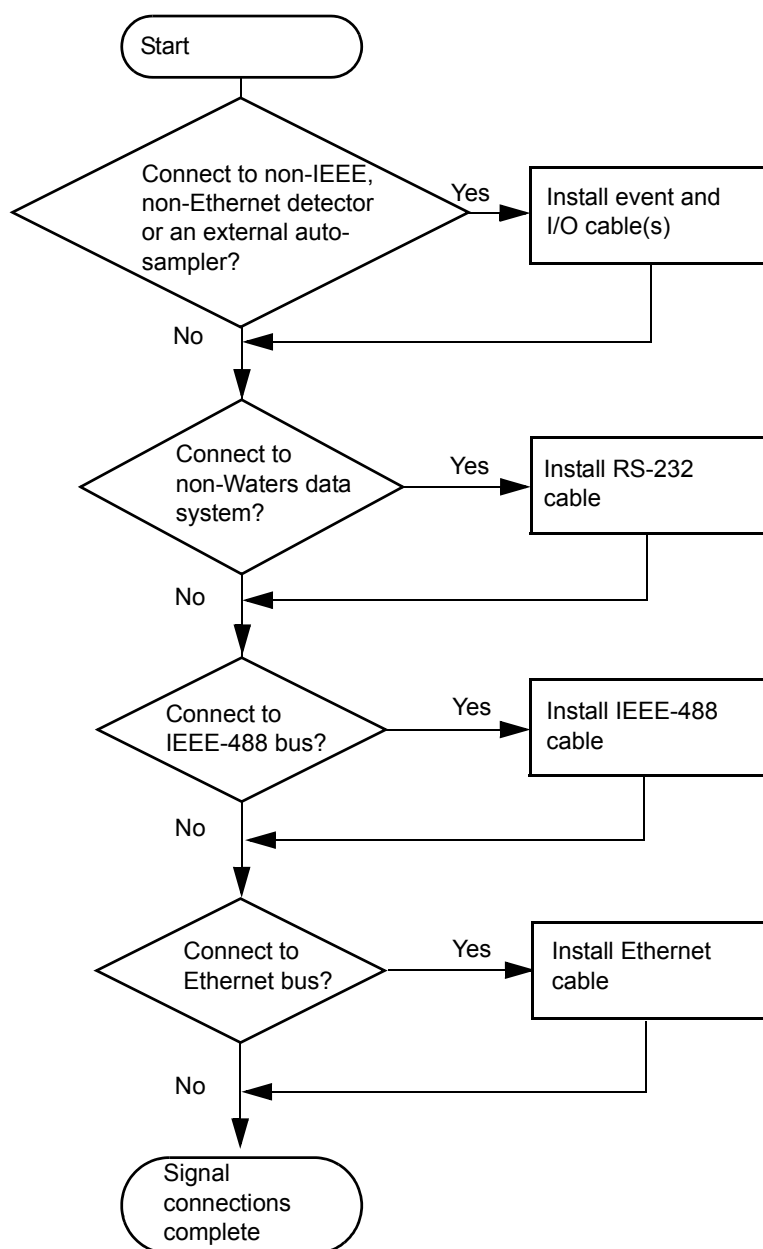 Start
Connect to non-IEEE,
non-Ethernet detector
or an external auto-
sampler?
Yes
Install event and
I/O cable(s)
No
Connect to
non-Waters data
system?
Yes
Install RS-232
cable
No
Connect to
IEEE-488 bus?
Yes
Install IEEE-488
cable
No
Connect to
Ethernet bus?
Yes
Install Ethernet
cable
No
Signal
connections
complete